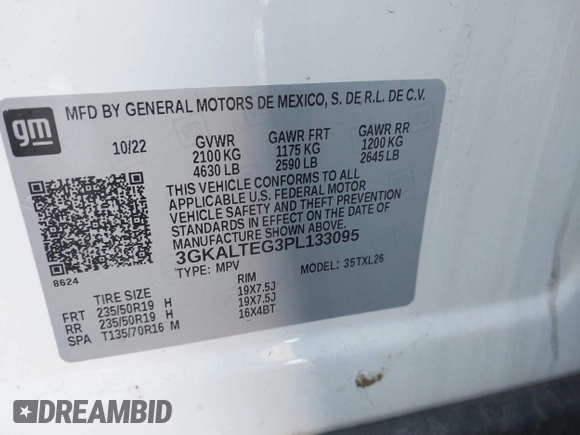 gm
MFD BY GENERAL MOTORS DE MEXICO, S. DE R.L. DE C.V.
10/22 GVWR GAWR FRT GAWR RR
2100 KG 1175 KG 1200 KG
4630 LB 2590 LB 2645 LB
THIS VEHICLE CONFORMS TO ALL
APPLICABLE U.S. FEDERAL MOTOR
VEHICLE SAFETY AND THEFT PREVENTION
STANDARDS IN EFFECT ON THE DATE OF
MANUFACTURE SHOWN ABOVE.
8624 3GKALTEG3PL133095
TYPE: MPV MODEL: 35TXL26
TIRE SIZE RIM
FRT 235/50R19 H 19X7.5J
RR 235/50R19 H 19X7.5J
SPA T135/70R16 M 16X4BT
DREAMBID